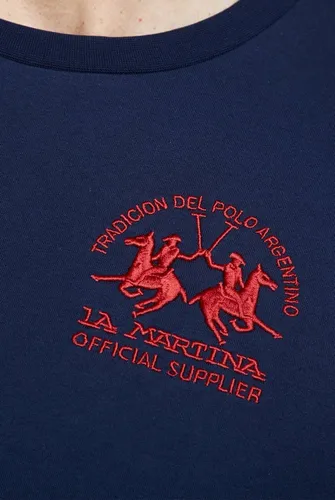 TRADICION DEL POLO ARGENTINO
LA MARTINA
OFFICIAL SUPPLIER